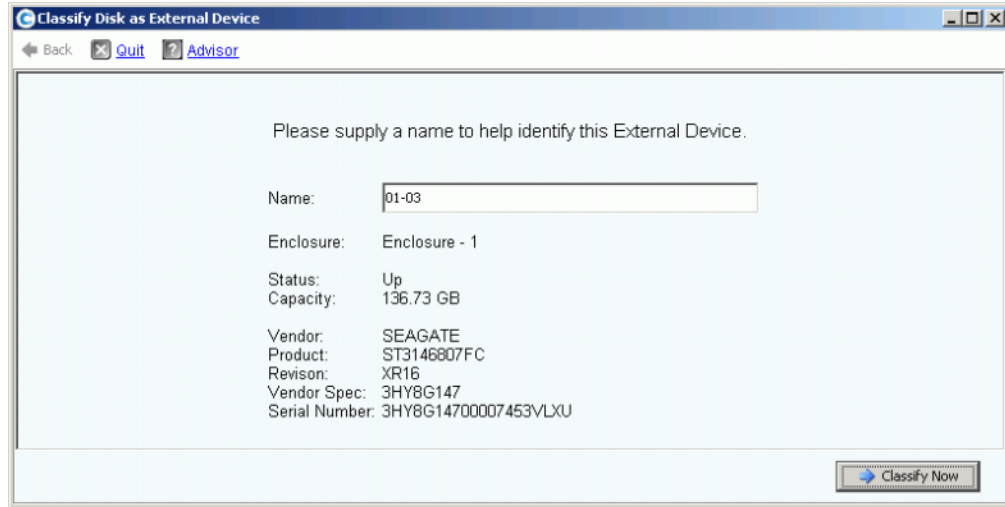 Classify Disk as External Device
Back Quit ? Advisor
Please supply a name to help identify this External Device.
Name: 01-03
Enclosure: Enclosure - 1
Status: Up
Capacity: 136.73 GB
Vendor: SEAGATE
Product: ST3146807FC
Revison: XR16
Vendor Spec: 3HY8G147
Serial Number: 3HY8G14700007453VLXU
Classify Now